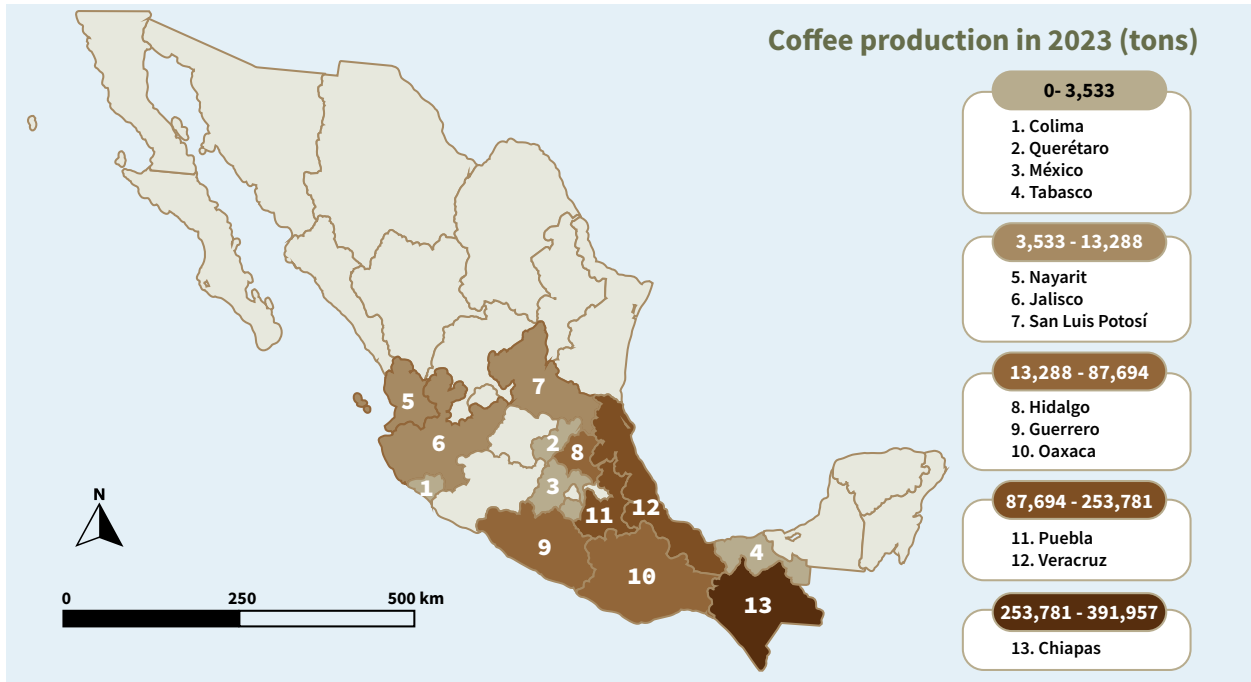 Coffee production in 2023 (tons)
0- 3,533
1. Colima
2. Querétaro
3. México
4. Tabasco
3,533 - 13,288
5. Nayarit
6. Jalisco
7. San Luis Potosí
13,288 - 87,694
8. Hidalgo
9. Guerrero
10. Oaxaca
87,694 - 253,781
11. Puebla
12. Veracruz
253,781 - 391,957
13. Chiapas
7
5
6
2
8
1
3
11
12
9
4
10
13
N
0 250 500 km